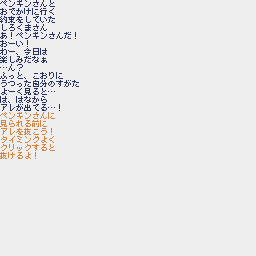 ペンギンさんと
おでかけに行く
約束をしていた
しろくまさん
あ！ペンギンさんだ！
おーい！
わー、今日は
楽しみだなぁ
…ん？
ふっと、こおりに
うつった自分のすがた
よーく見ると…
は、はなから
アレが出てる…！
ペンギンさんに
見られる前に
アレを抜こう！
タイミングよく
クリックすると
抜けるよ！